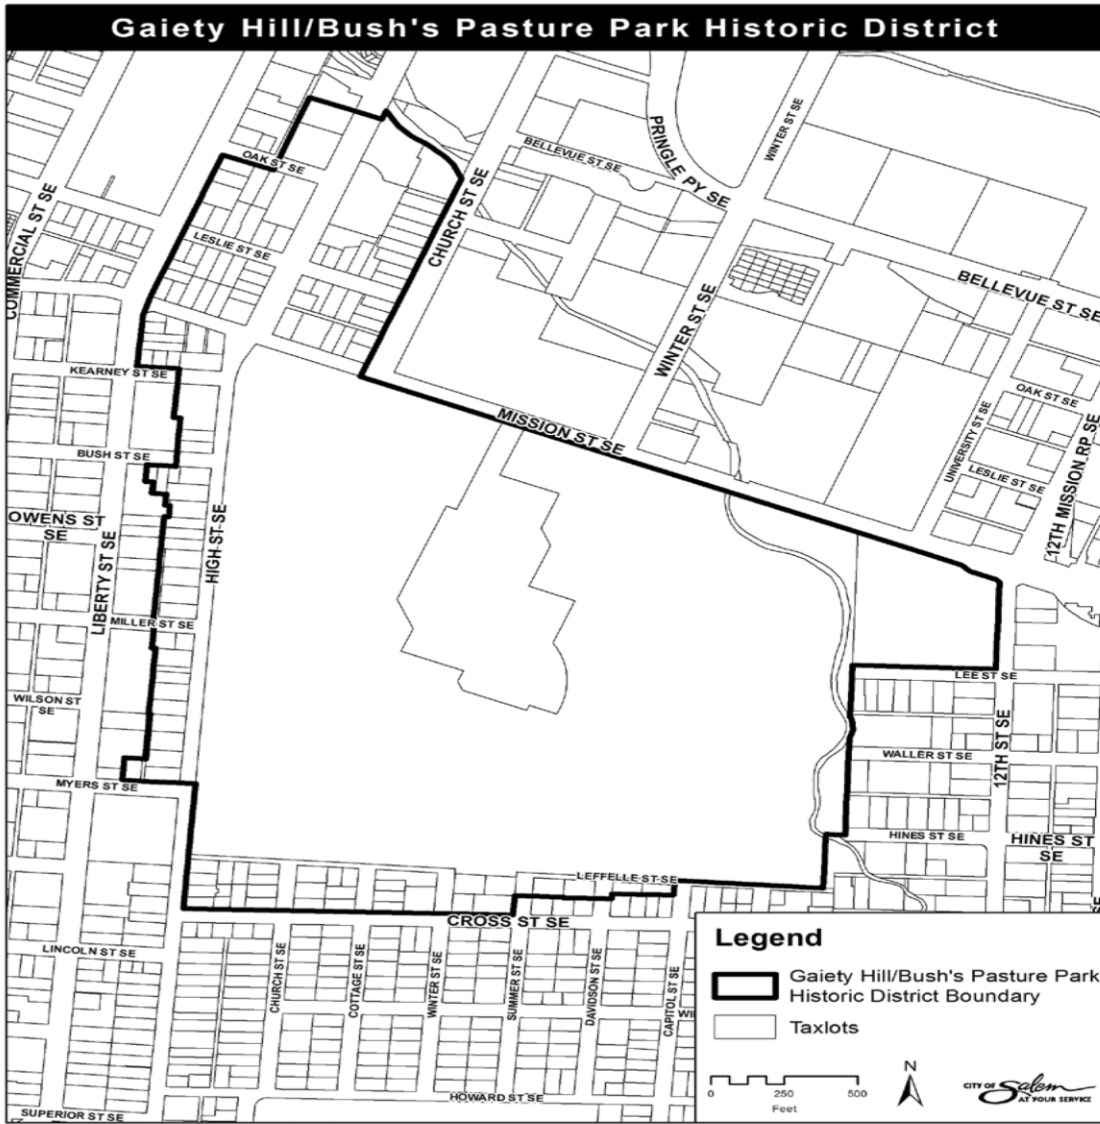 Gaiety Hill/Bush's Pasture Park Historic District
COMMERCIAL ST SE
OAK ST SE
LESLIE ST SE
CHURCH ST SE
BELLEVUE ST SE
PRINGLE PY SE
WINTER ST SE
WINTER ST SE
BELLEVUE ST SE
KEARNEY ST SE
BUSH ST SE
MISSION ST SE
OAK ST SE
UNIVERSITY ST SE
LESLIE ST SE
12TH MISSION RP SE
OWENS ST
SE
LIBERTY ST SE
HIGH ST SE
MILLER ST SE
WILSON ST
SE
MYERS ST SE
LEE ST SE
12TH ST SE
WALLER ST SE
HINES ST SE
HINES ST
SE
LEFFELLE ST SE
CROSS ST SE
LINCOLN ST SE
CHURCH ST SE
COTTAGE ST SE
WINTER ST SE
SUMMER ST SE
DAVIDSON ST SE
CAPITOL ST SE
HOWARD ST SE
SUPERIOR ST SE
Legend
Gaiety Hill/Bush's Pasture Park
Historic District Boundary
Taxlots
0 250 500
Feet
N
CITY OF Salem
AT YOUR SERVICE